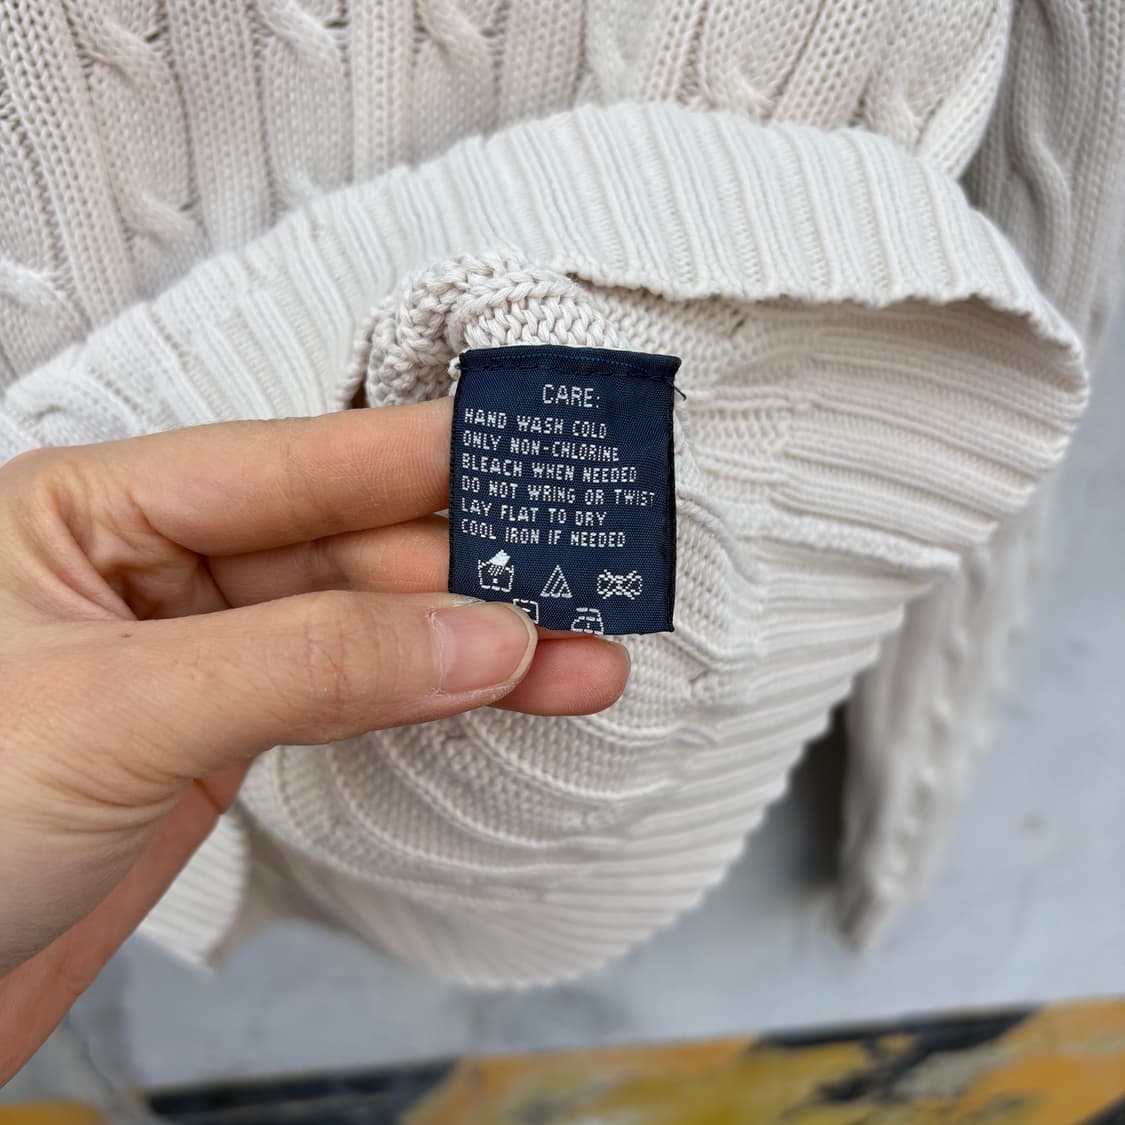 CARE:
HAND WASH COLD
ONLY NON-CHLORINE
BLEACH WHEN NEEDED
DO NOT WRING OR TWIST
LAY FLAT TO DRY
COOL IRON IF NEEDED